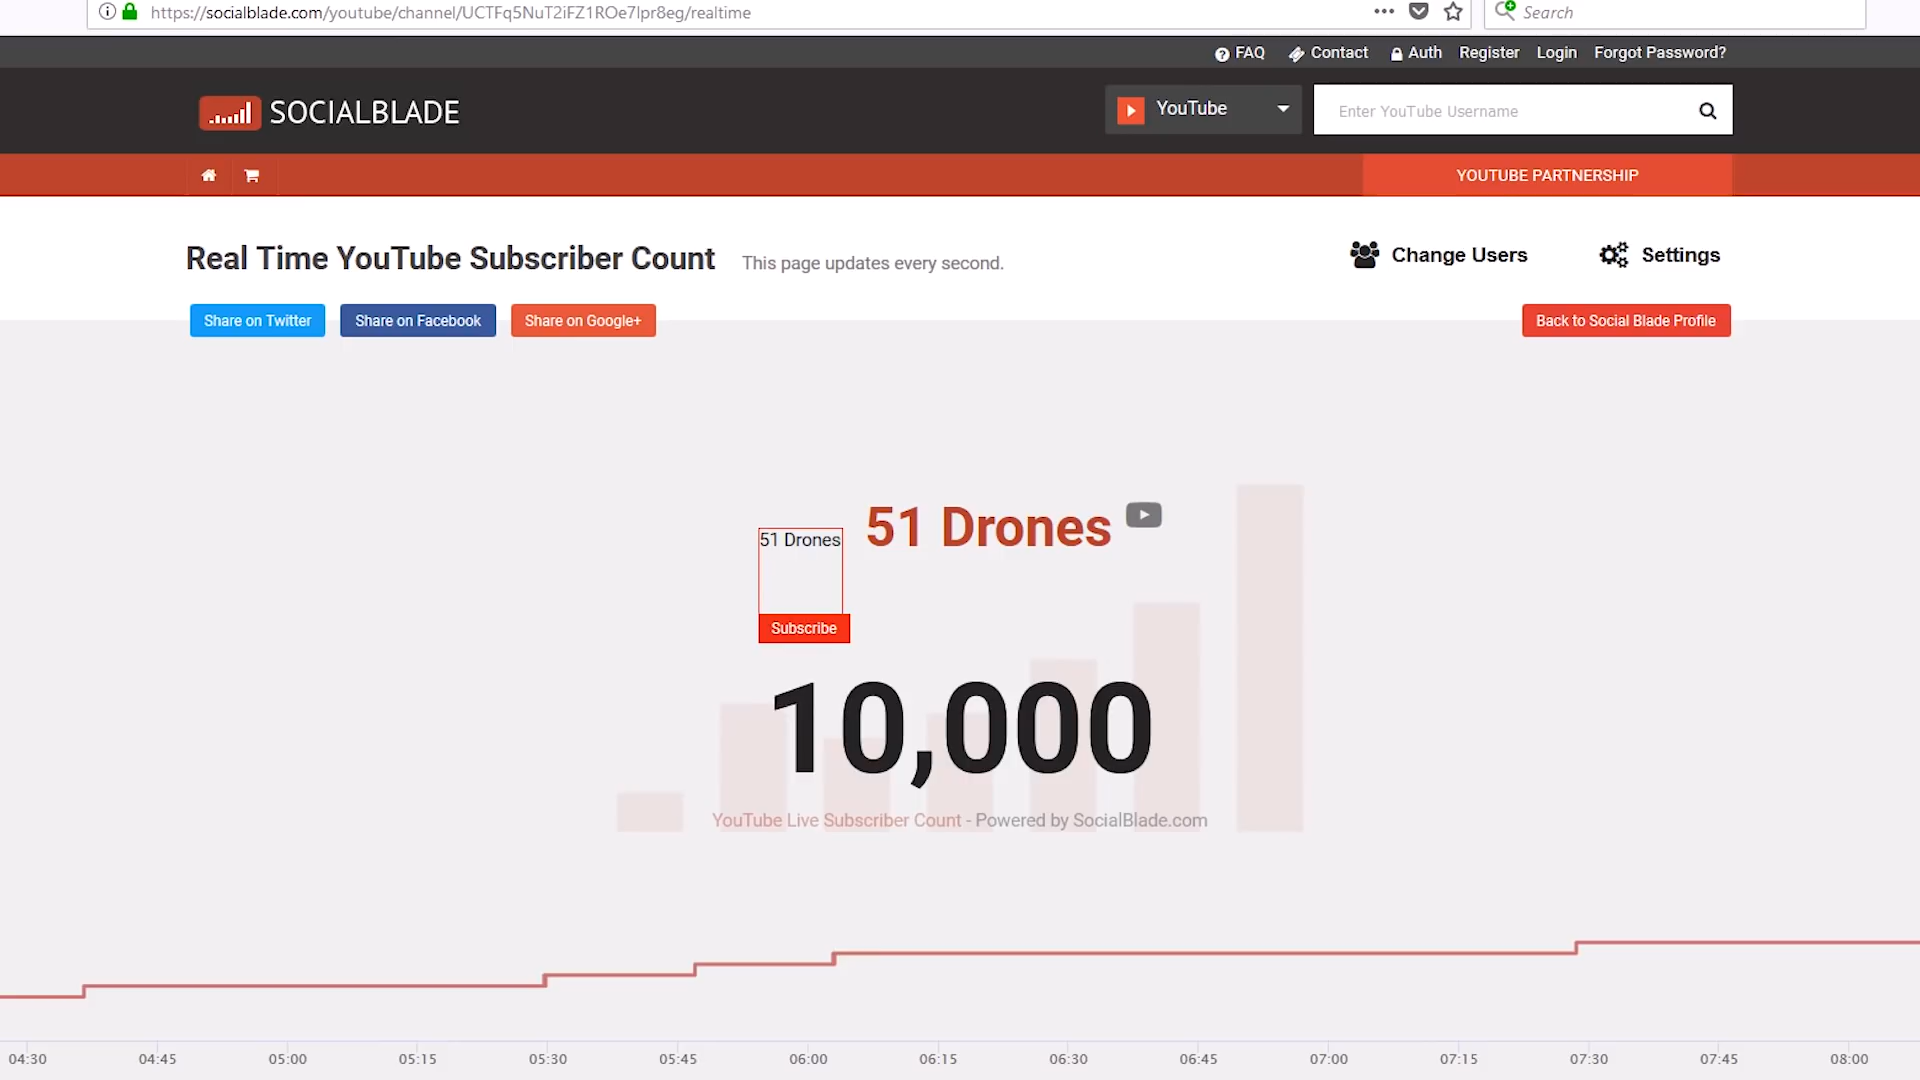 https://socialblade.com/youtube/channel/UCTFq5NuT2iFZ1ROe7lpr8eg/realtime
Search
FAQ Contact Auth Register Login Forgot Password?
SOCIALBLADE
YouTube
Enter YouTube Username
YOUTUBE PARTNERSHIP
Real Time YouTube Subscriber Count This page updates every second.
Change Users
Settings
Share on Twitter Share on Facebook Share on Google+
Back to Social Blade Profile
51 Drones
51 Drones
Subscribe
10,000
YouTube Live Subscriber Count - Powered by SocialBlade.com
04:30 04:45 05:00 05:15 05:30 05:45 06:00 06:15 06:30 06:45 07:00 07:15 07:30 07:45 08:00